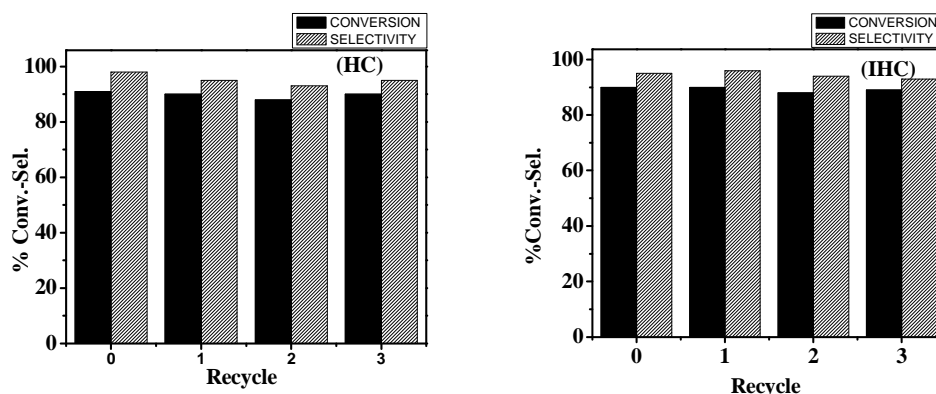 CONVERSION
SELECTIVITY
(HC)
% Conv.-Sel.
100
80
60
40
20
0
0 1 2 3
Recycle
CONVERSION
SELECTIVITY
(IHC)
%Conv.-Sel.
100
80
60
40
20
0
0 1 2 3
Recycle